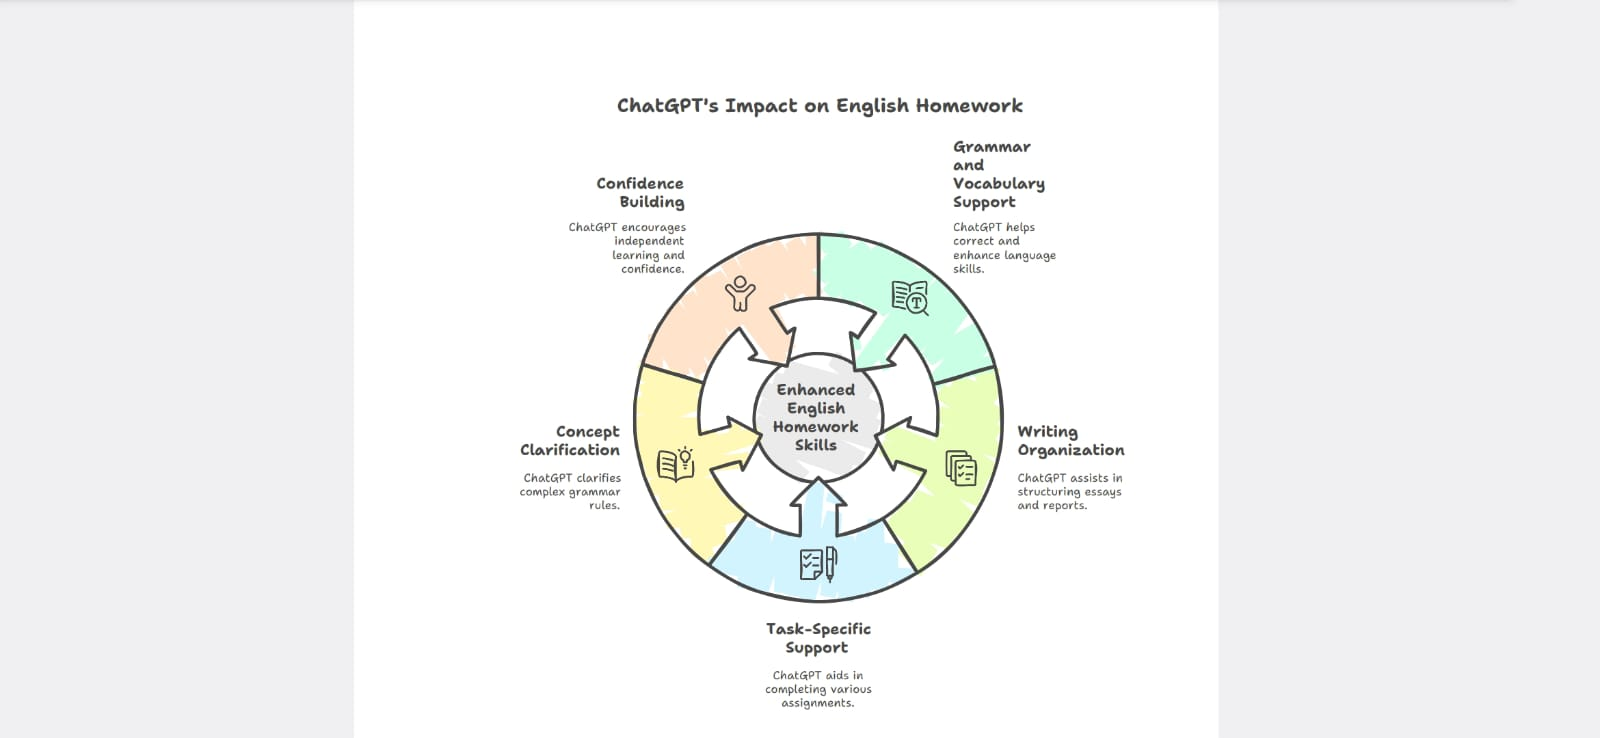 ChatGPT's Impact on English Homework
Grammar
and
Vocabulary
Support
ChatGPT helps
correct and
enhance language
skills.
Confidence
Building
ChatGPT encourages
independent
learning and
confidence.
T
Enhanced
English
Homework
Skills
Concept
Clarification
ChatGPT clarifies
complex grammar
rules.
Writing
Organization
ChatGPT assists in
structuring essays
and reports.
Task-Specific
Support
ChatGPT aids in
completing various
assignments.